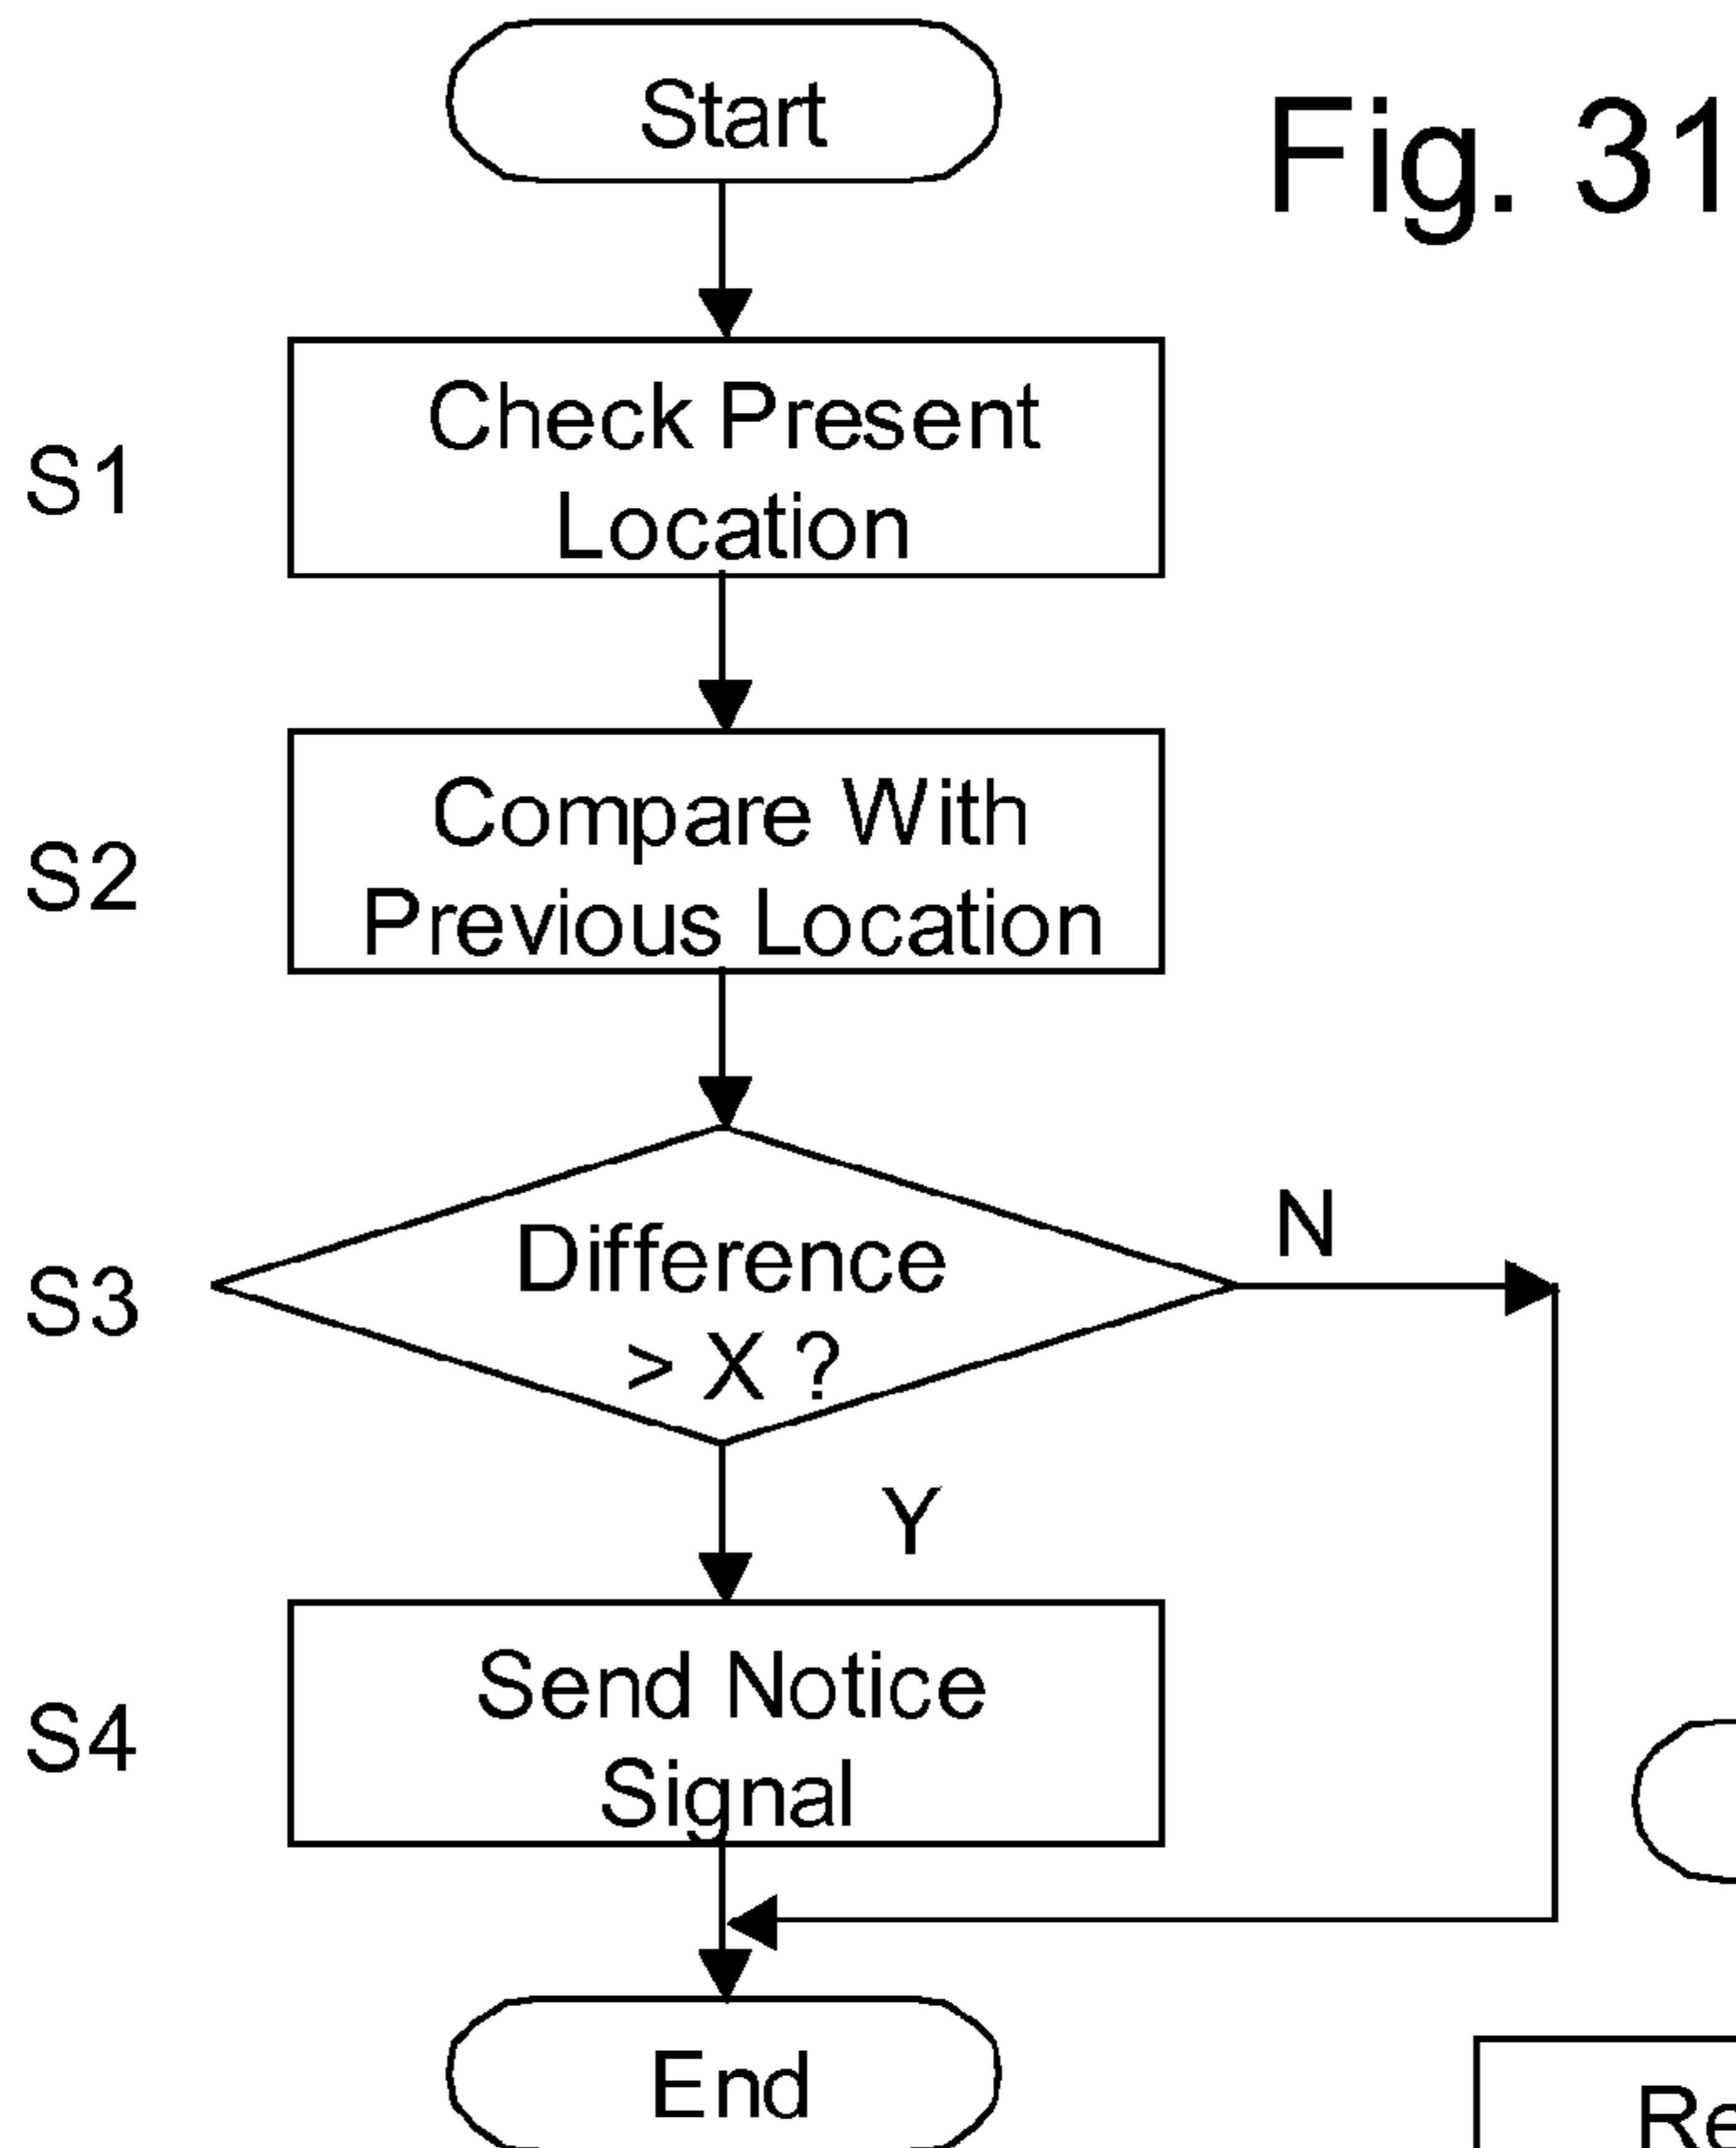 Start
Fig. 31
S1
Check Present
Location
S2
Compare With
Previous Location
S3
Difference
> X ?
N
Y
S4
Send Notice
Signal
End